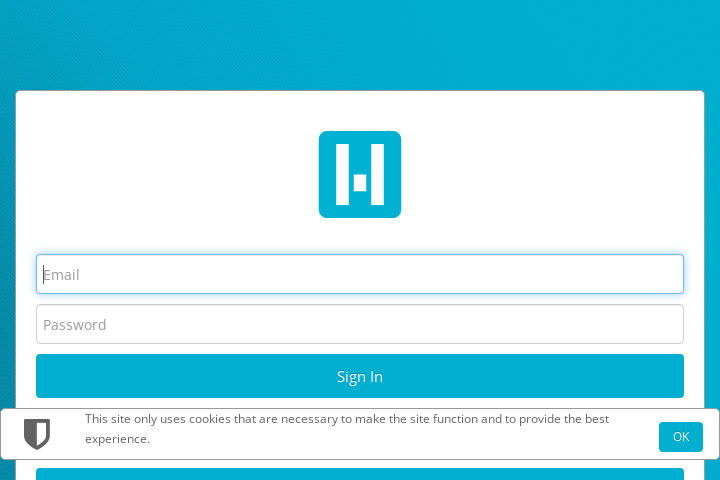 Email
Password
Sign In
This site only uses cookies that are necessary to make the site function and to provide the best
experience.
OK